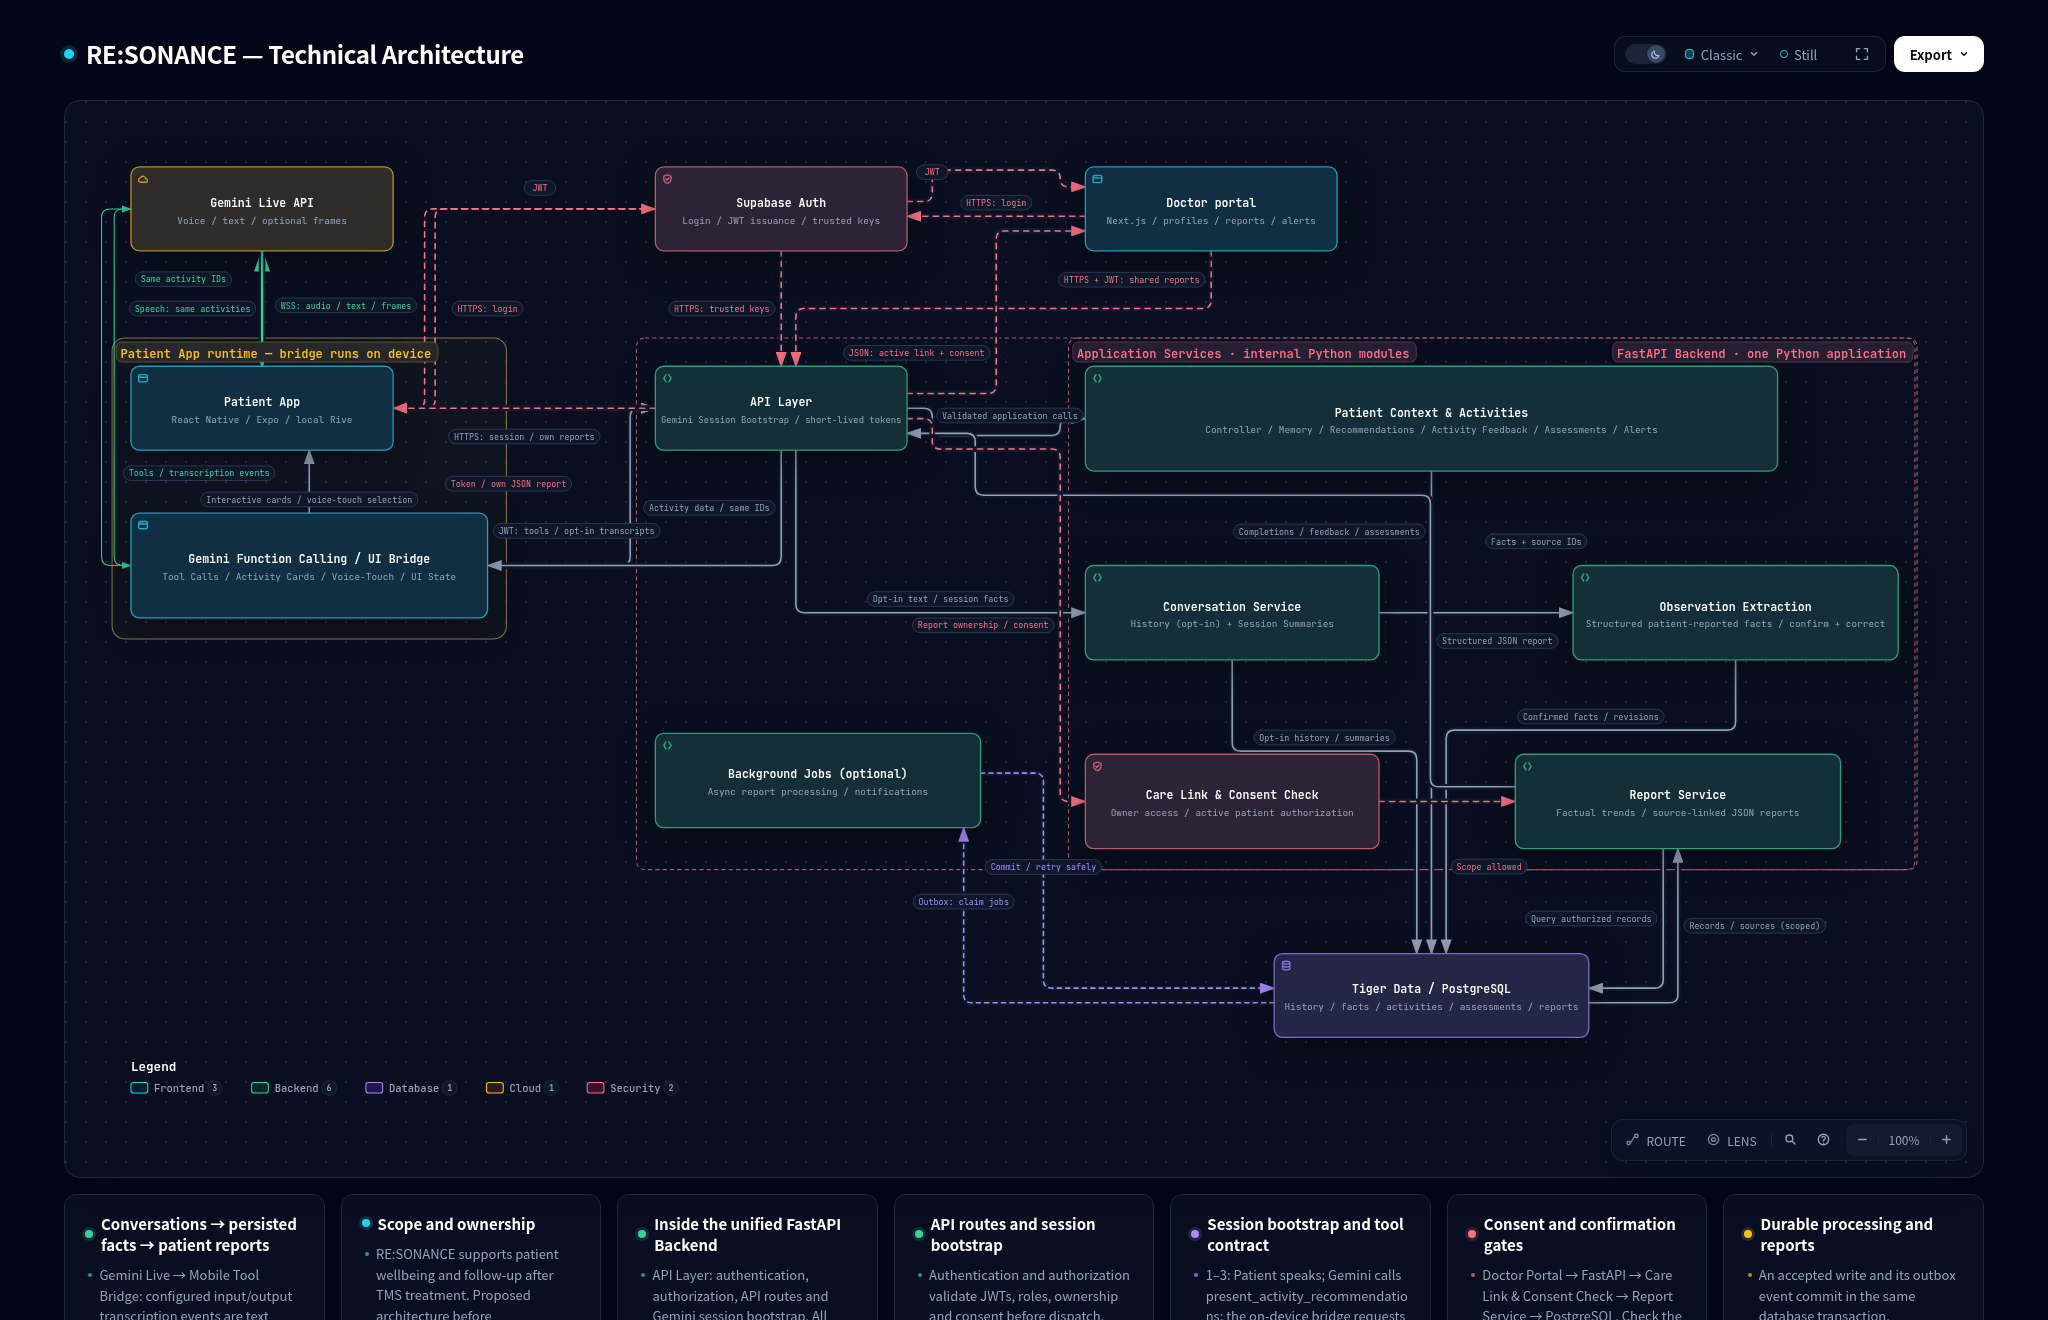 RE:SONANCE — Technical Architecture
Classic
Still
Export
Gemini Live API
Voice / text / optional frames
Supabase Auth
Login / JWT issuance / trusted keys
Doctor portal
Next.js / profiles / reports / alerts
JWT
JWT
HTTPS: login
Same activity IDs
Speech: same activities
WSS: audio / text / frames
HTTPS: login
HTTPS: trusted keys
HTTPS + JWT: shared reports
Patient App runtime — bridge runs on device
JSON: active link + consent
Application Services · internal Python modules
FastAPI Backend · one Python application
Patient App
React Native / Expo / local Rive
API Layer
Gemini Session Bootstrap / short-lived tokens
Validated application calls
Patient Context & Activities
Controller / Memory / Recommendations / Activity Feedback / Assessments / Alerts
HTTPS: session / own reports
Tools / transcription events
Token / own JSON report
Interactive cards / voice-touch selection
Activity data / same IDs
JWT: tools / opt-in transcripts
Completions / feedback / assessments
Facts + source IDs
Gemini Function Calling / UI Bridge
Tool Calls / Activity Cards / Voice-Touch / UI State
Opt-in text / session facts
Report ownership / consent
Conversation Service
History (opt-in) + Session Summaries
Structured JSON report
Observation Extraction
Structured patient-reported facts / confirm + correct
Confirmed facts / revisions
Opt-in history / summaries
Background Jobs (optional)
Async report processing / notifications
Care Link & Consent Check
Owner access / active patient authorization
Report Service
Factual trends / source-linked JSON reports
Commit / retry safely
Scope allowed
Outbox: claim jobs
Query authorized records
Records / sources (scoped)
Tiger Data / PostgreSQL
History / facts / activities / assessments / reports
Legend
Frontend 3
Backend 6
Database 1
Cloud 1
Security 2
ROUTE
LENS
100%
Conversations → persisted
facts → patient reports
• Gemini Live → Mobile Tool
Bridge: configured input/output
transcription events are text
Scope and ownership
• RE:SONANCE supports patient
wellbeing and follow-up after
TMS treatment. Proposed
architecture before
Inside the unified FastAPI
Backend
• API Layer: authentication,
authorization, API routes and
Gemini session bootstrap. All
API routes and session
bootstrap
• Authentication and authorization
validate JWTs, roles, ownership
and consent before dispatch.
Session bootstrap and tool
contract
• 1–3: Patient speaks; Gemini calls
present_activity_recommendatio
ns; the on-device bridge requests
Consent and confirmation
gates
• Doctor Portal → FastAPI → Care
Link & Consent Check → Report
Service → PostgreSQL. Check the
Durable processing and
reports
• An accepted write and its outbox
event commit in the same
database transaction.